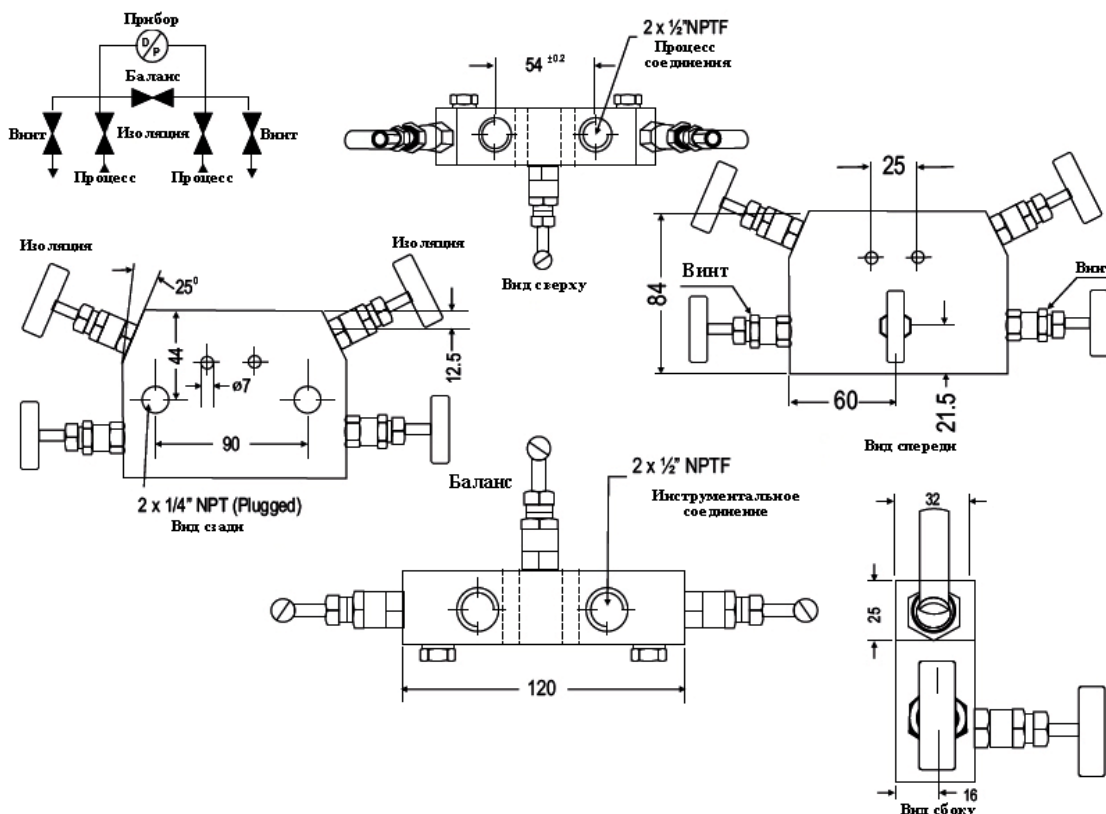 Прибор
D/P
Баланс
Винт
Изоляция
Винт
Процесс
Процесс
2 x ½"NPTF
Процесс
соединения
54 ±0.2
Вид сверху
25
84
Винт
Винт
60
21.5
Вид спереди
Изоляция
Изоляция
25⁰
44
12.5
ø7
90
2 x 1/4" NPT (Plugged)
Вид сзади
Баланс
2 x ½" NPTF
Инструментальное
соединение
120
32
25
16
Вид сбоку